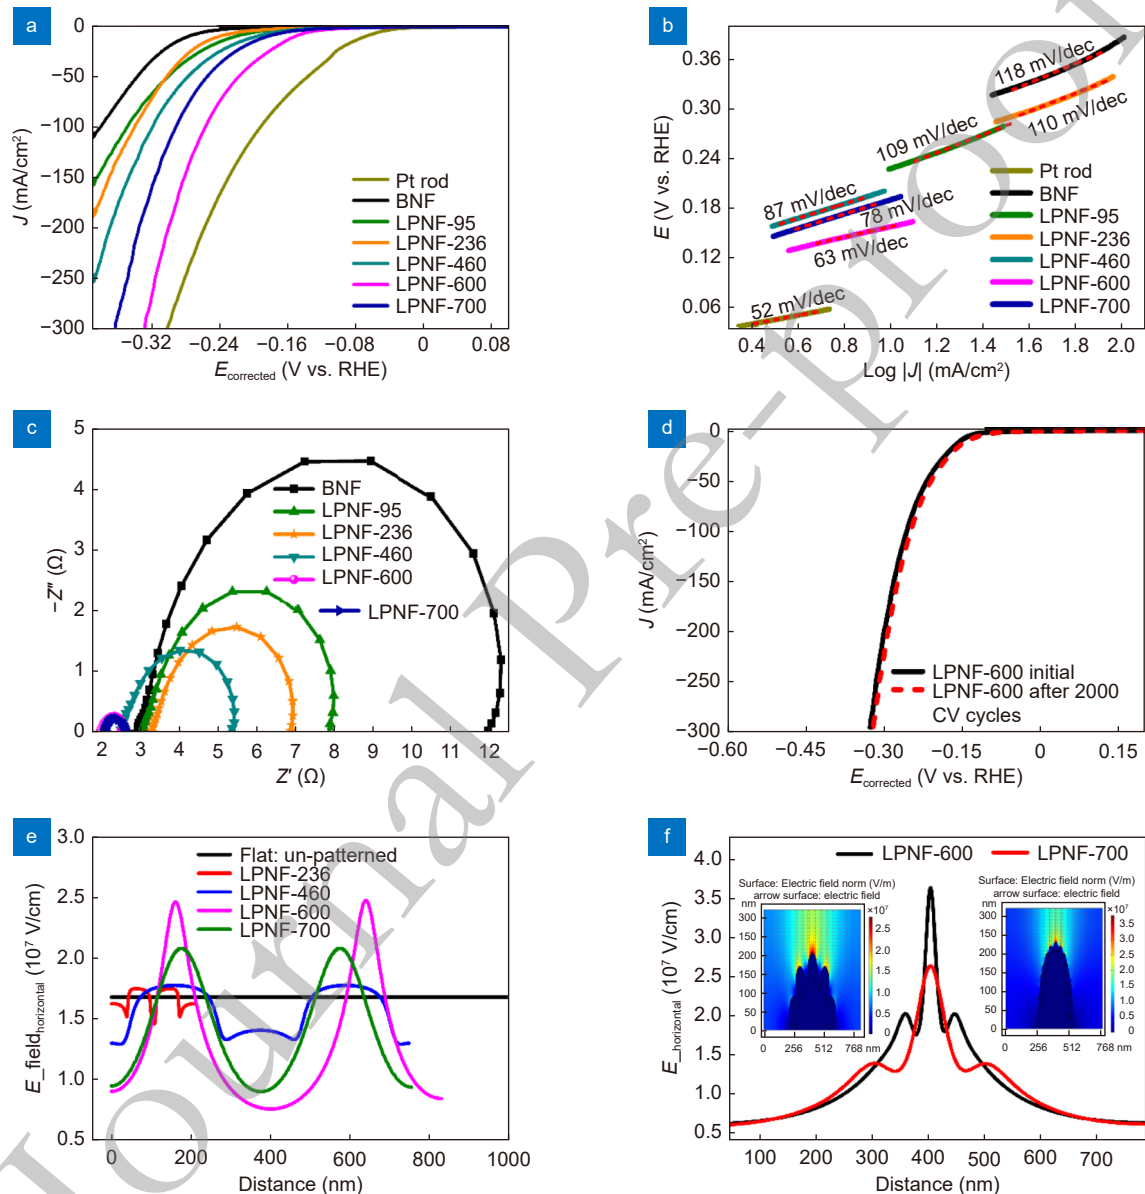 a
0
−50
−100
−150
−200
−250
−300
J (mA/cm²)
Pt rod
BNF
LPNF-95
LPNF-236
LPNF-460
LPNF-600
LPNF-700
−0.32
−0.24
−0.16
−0.08
0
0.08
E_corrected (V vs. RHE)
b
0.36
0.30
0.24
0.18
0.12
0.06
E (V vs. RHE)
118 mV/dec
110 mV/dec
109 mV/dec
87 mV/dec
78 mV/dec
63 mV/dec
52 mV/dec
Pt rod
BNF
LPNF-95
LPNF-236
LPNF-460
LPNF-600
LPNF-700
0.4
0.6
0.8
1.0
1.2
1.4
1.6
1.8
2.0
Log |J| (mA/cm²)
c
5
4
3
2
1
0
−Z″ (Ω)
BNF
LPNF-95
LPNF-236
LPNF-460
LPNF-600
LPNF-700
2
3
4
5
6
7
8
9
10
11
12
Z′ (Ω)
d
0
−50
−100
−150
−200
−250
−300
J (mA/cm²)
LPNF-600 initial
LPNF-600 after 2000
CV cycles
−0.60
−0.45
−0.30
−0.15
0
0.15
E_corrected (V vs. RHE)
e
3.0
2.5
2.0
1.5
1.0
0.5
E_field_horizontal (10⁷ V/cm)
Flat: un-patterned
LPNF-236
LPNF-460
LPNF-600
LPNF-700
0
200
400
600
800
1000
Distance (nm)
f
4.0
3.5
3.0
2.5
2.0
1.5
1.0
0.5
E_horizontal (10⁷ V/cm)
LPNF-600
LPNF-700
Surface: Electric field norm (V/m)
arrow surface: electric field
nm
×10⁷
300
250
200
150
100
50
0
2.5
2.0
1.5
1.0
0.5
0
0
256
512
768 nm
Surface: Electric field norm (V/m)
arrow surface: electric field
nm
×10⁷
300
250
200
150
100
50
0
3.5
3.0
2.5
2.0
1.5
1.0
0.5
0
0
256
512
768 nm
100
200
300
400
500
600
700
Distance (nm)
Journal Pre-proof